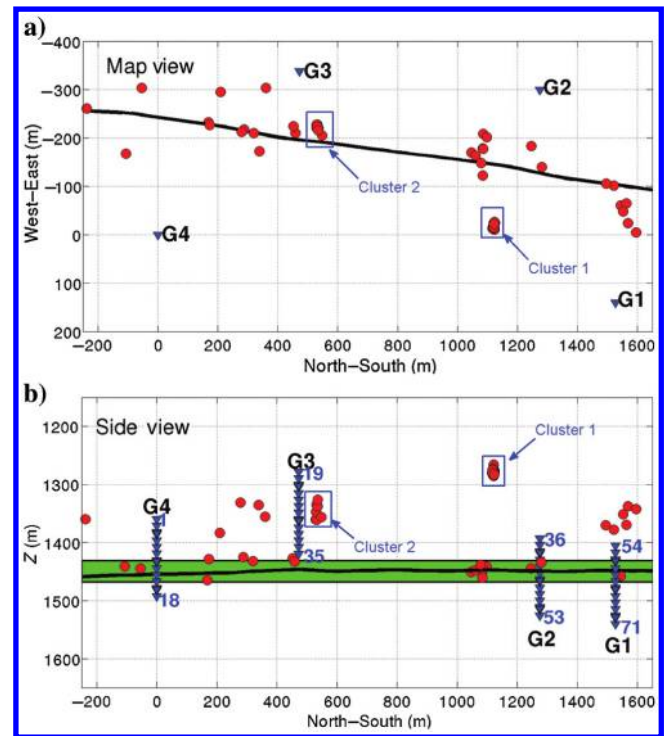 a)
−400
−300
−200
−100
0
100
200
West−East (m)
Map view
G3
G2
Cluster 2
G4
Cluster 1
G1
−200 0 200 400 600 800 1000 1200 1400 1600
North−South (m)
b)
1200
1300
1400
1500
1600
Z (m)
Side view
Cluster 1
G3
19
G4
1
Cluster 2
36
54
35
18
53
71
G2
G1
−200 0 200 400 600 800 1000 1200 1400 1600
North−South (m)